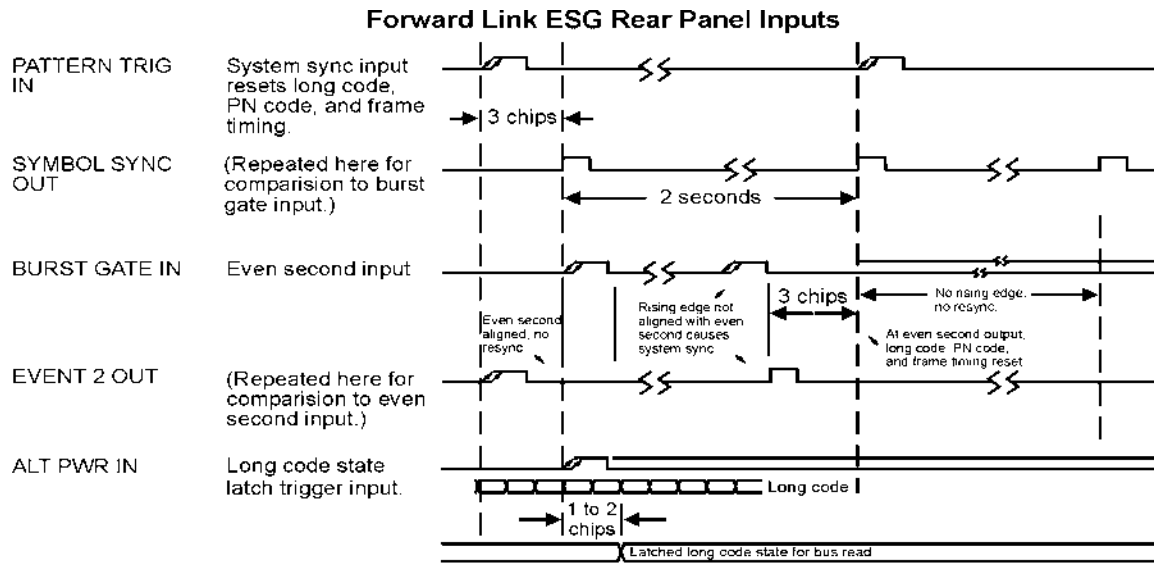 Forward Link ESG Rear Panel Inputs
PATTERN TRIG
IN
System sync input
resets long code,
PN code, and frame
timing.
3 chips
SYMBOL SYNC
OUT
(Repeated here for
comparision to burst
gate input.)
2 seconds
BURST GATE IN
Even second input
Even second
aligned, no
resync
Rising edge not
aligned with even
second causes
system sync
3 chips
No rising edge.
no resync.
At even second output,
long code PN code,
and frame timing reset
EVENT 2 OUT
(Repeated here for
comparision to even
second input.)
ALT PWR IN
Long code state
latch trigger input.
Long code
1 to 2
chips
Latched long code state for bus read